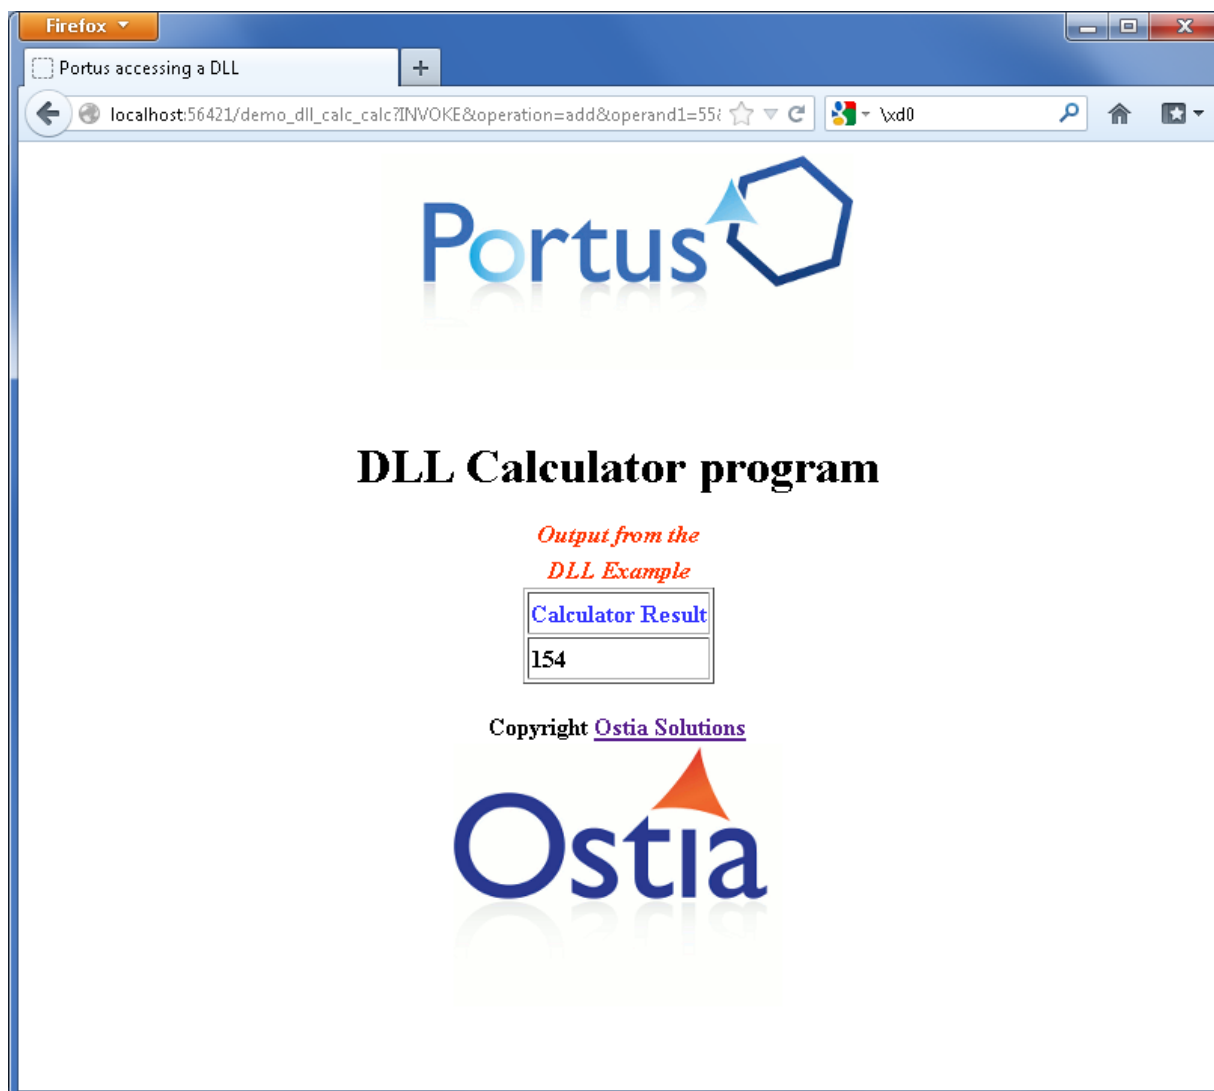 Firefox
Portus accessing a DLL
localhost:56421/demo_dll_calc_calc?INVOKE&operation=add&operand1=55&
\xd0
Portus
DLL Calculator program
Output from the
DLL Example
Calculator Result
154
Copyright Ostia Solutions
Ostia